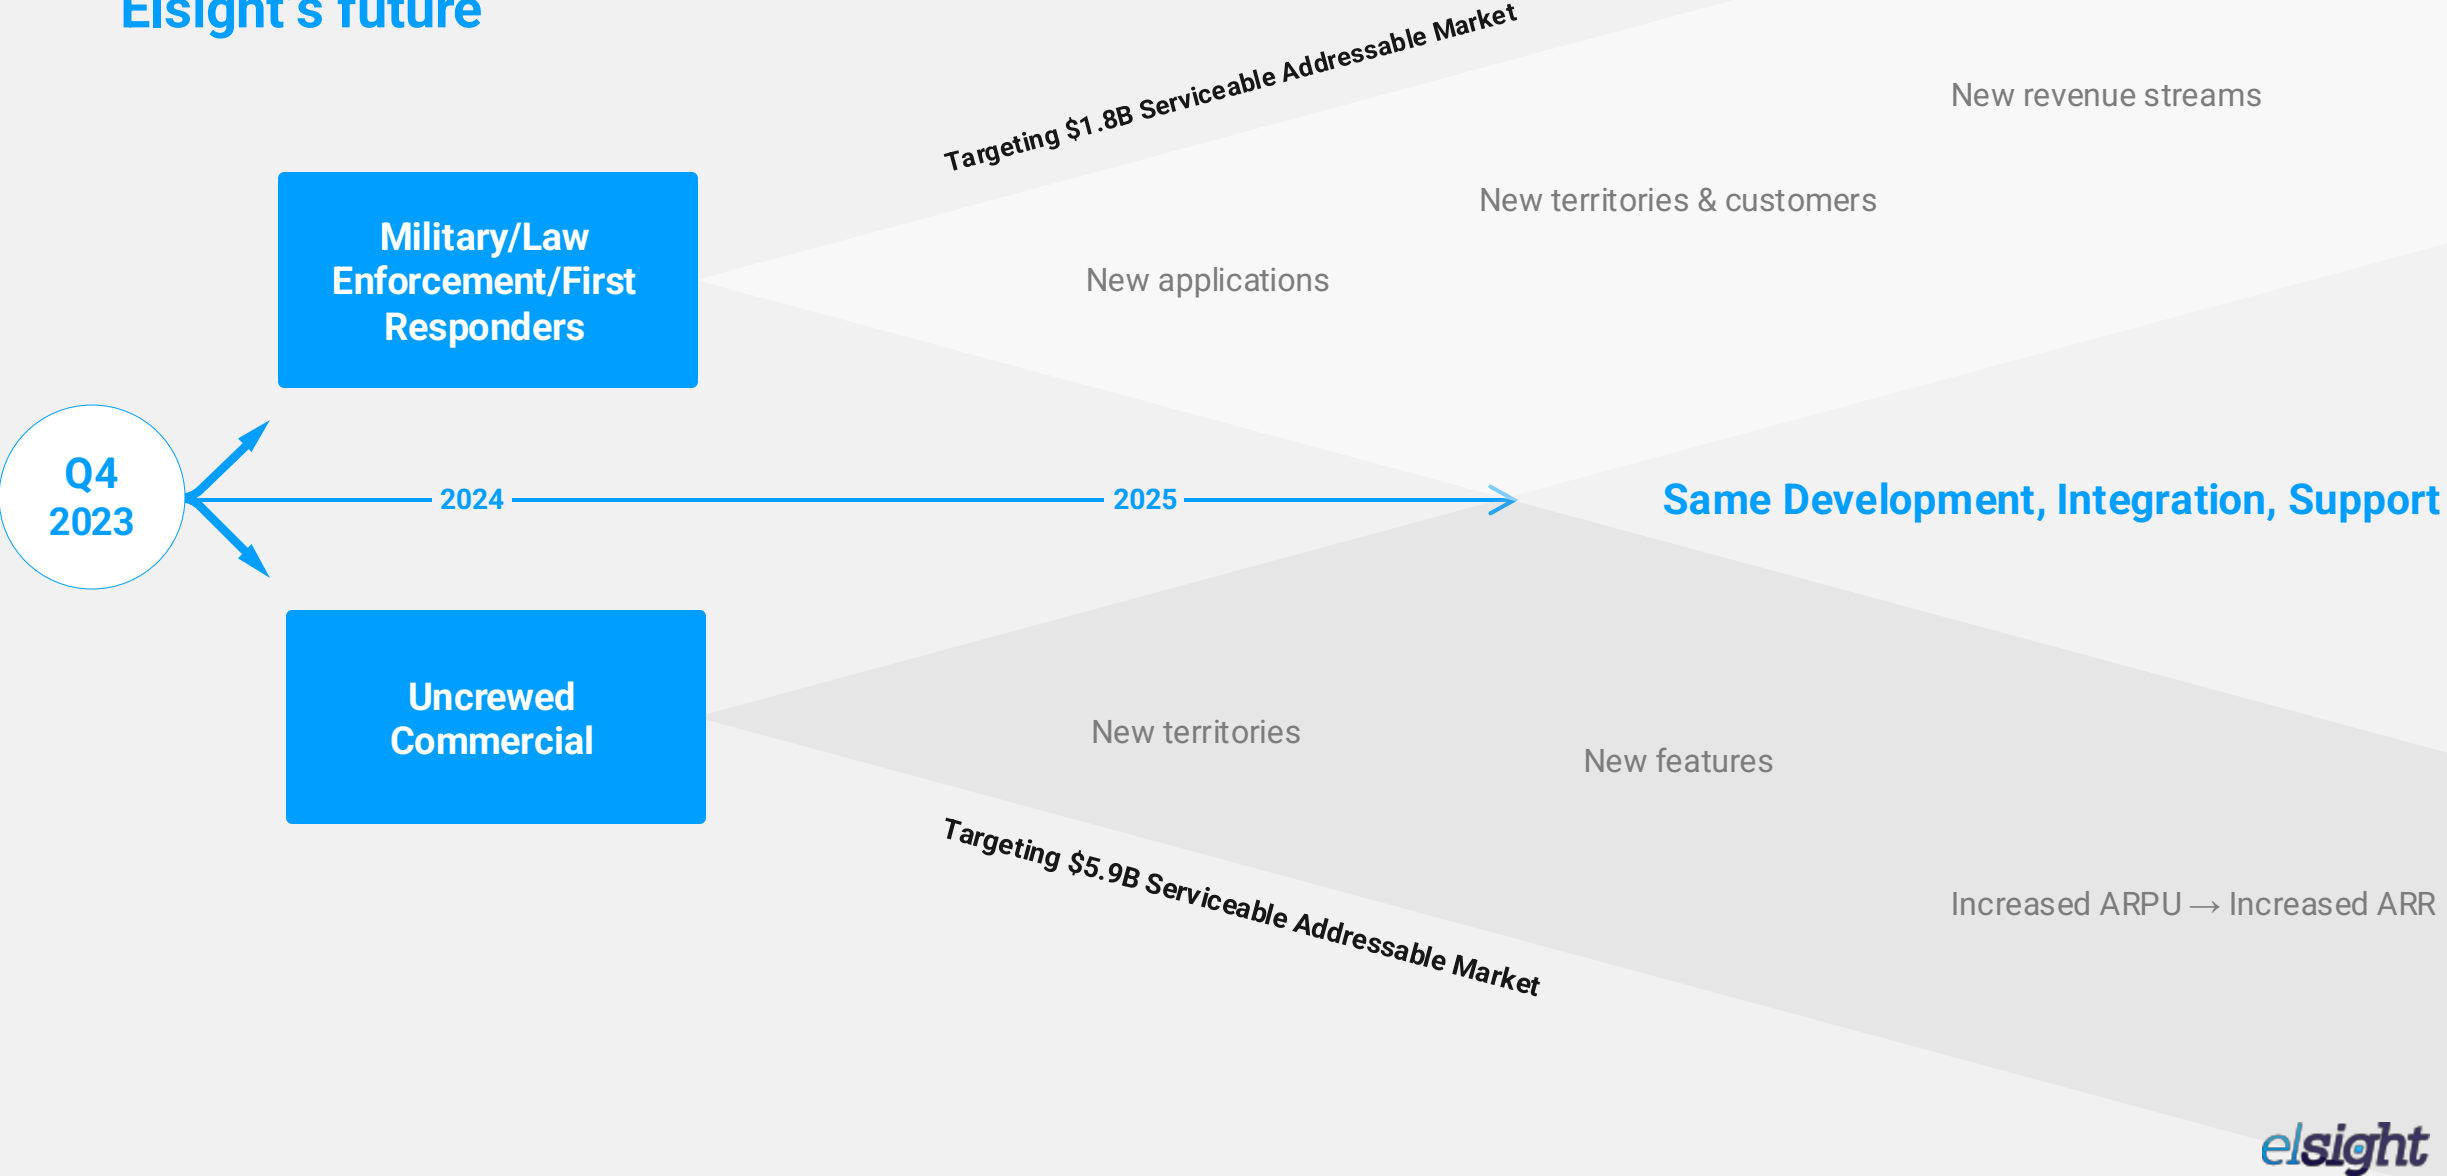 Elsight's future
Targeting $1.8B Serviceable Addressable Market
New revenue streams
New territories & customers
New applications
Military/Law
Enforcement/First
Responders
Q4
2023
2024
2025
Same Development, Integration, Support
Uncrewed
Commercial
New territories
New features
Targeting $5.9B Serviceable Addressable Market
Increased ARPU → Increased ARR
elsight